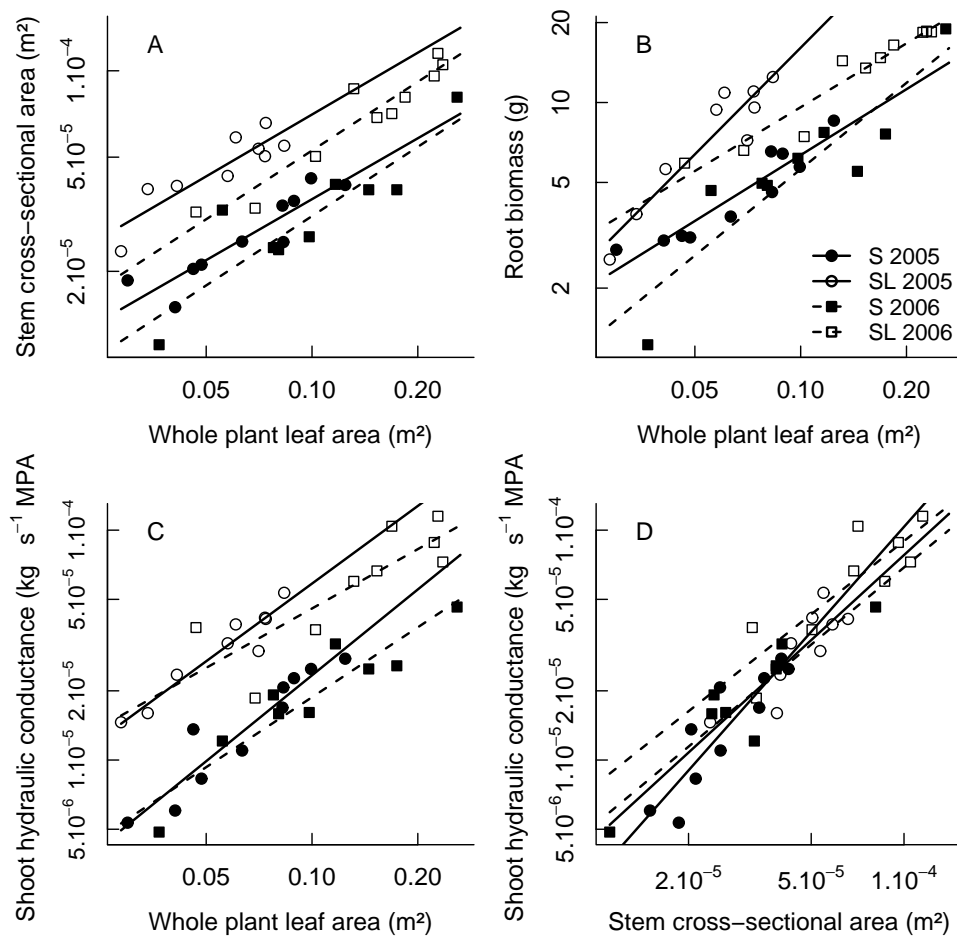 A
Stem cross−sectional area (m²)
1.10⁻⁴
5.10⁻⁵
2.10⁻⁵
0.05 0.10 0.20
Whole plant leaf area (m²)
B
Root biomass (g)
20
10
5
2
S 2005
SL 2005
S 2006
SL 2006
0.05 0.10 0.20
Whole plant leaf area (m²)
C
Shoot hydraulic conductance (kg s⁻¹ MPA
1.10⁻⁴
5.10⁻⁵
2.10⁻⁵
1.10⁻⁵
5.10⁻⁶
0.05 0.10 0.20
Whole plant leaf area (m²)
D
Shoot hydraulic conductance (kg s⁻¹ MPA
1.10⁻⁴
5.10⁻⁵
2.10⁻⁵
1.10⁻⁵
5.10⁻⁶
2.10⁻⁵ 5.10⁻⁵ 1.10⁻⁴
Stem cross−sectional area (m²)